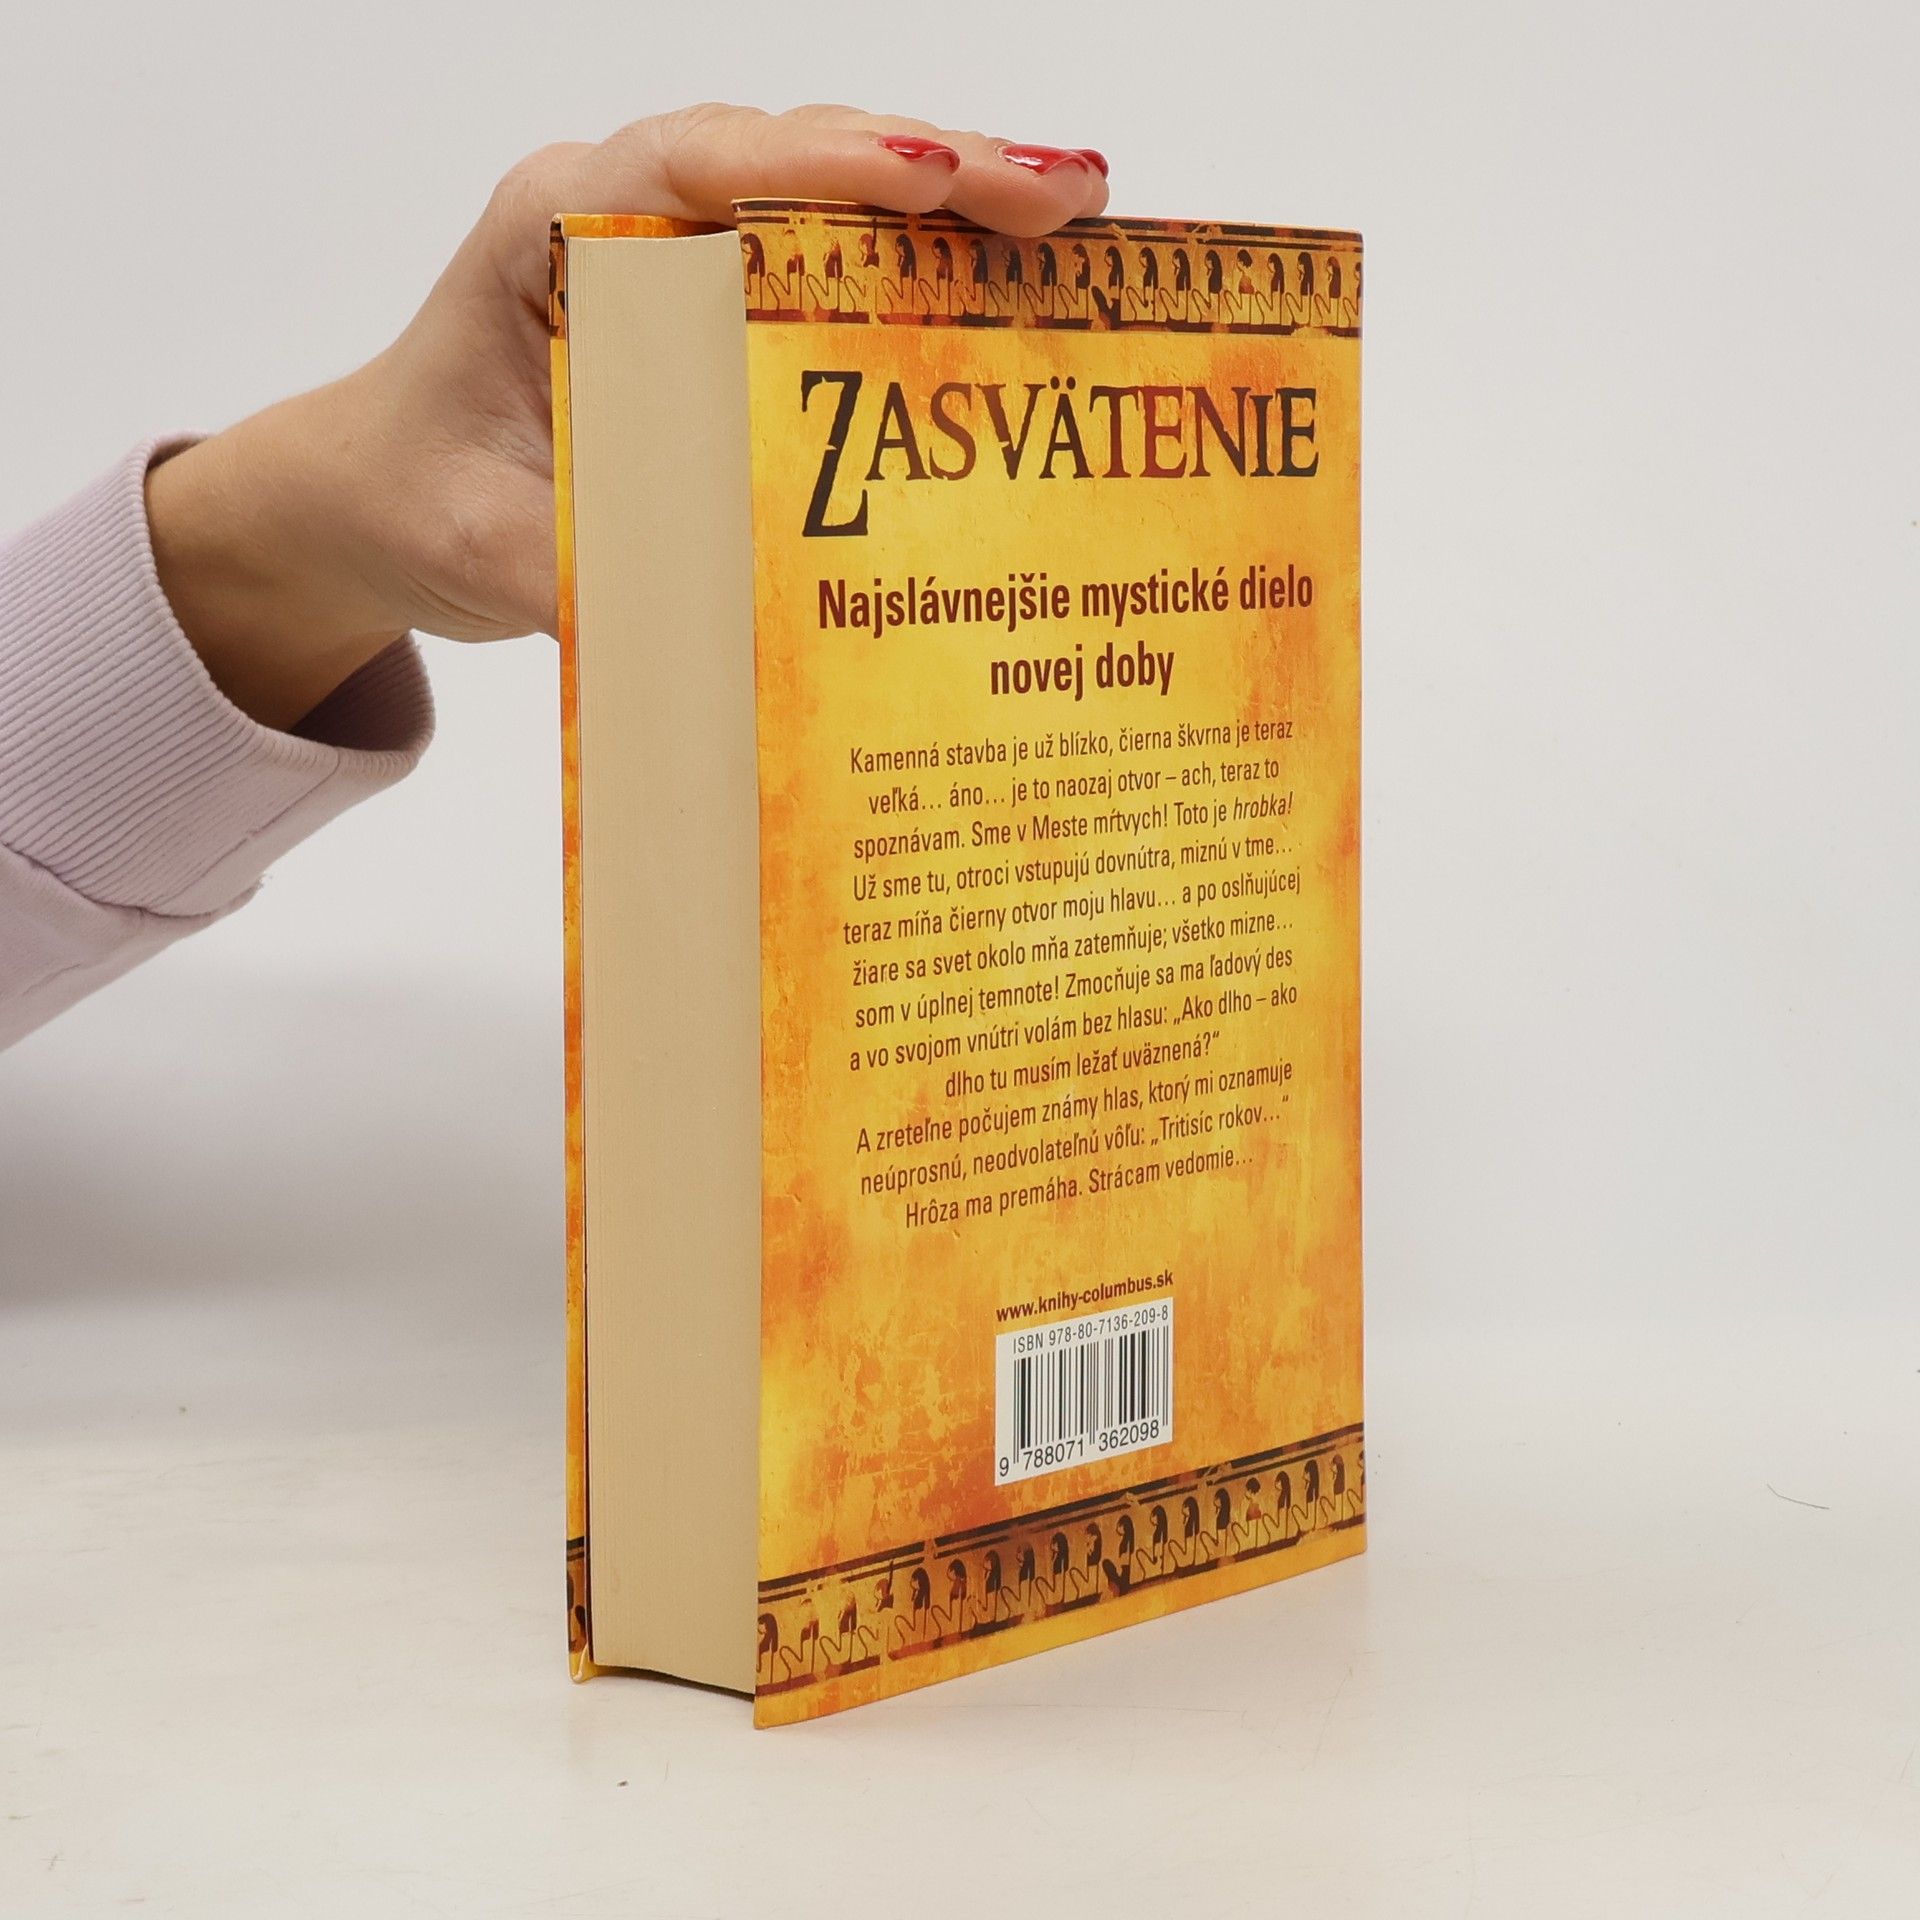 ZASVÄTENIE
Najslávnejšie mystické dielo
novej doby
Kamenná stavba je už blízko, čierna škvrna je teraz
veľká... áno... je to naozaj otvor – ach, teraz to
spoznávam. Sme v Meste mŕtvych! Toto je hrobka!
Už sme tu, otroci vstupujú dovnútra, miznú v tme...
teraz míňa čierny otvor moju hlavu... a po oslňujúcej
žiare sa svet okolo mňa zatemňuje; všetko mizne...
som v úplnej temnote! Zmocňuje sa ma ľadový des
a vo svojom vnútri volám bez hlasu: „Ako dlho – ako
dlho tu musím ležať uväznená?“
A zreteľne počujem známy hlas, ktorý mi oznamuje
neúprosnú, neodvolateľnú vôľu: „Tritisíc rokov...“
Hrôza ma premáha. Strácam vedomie...
www.knihy-columbus.sk
ISBN 978-80-7136-209-8
9 788071 362098